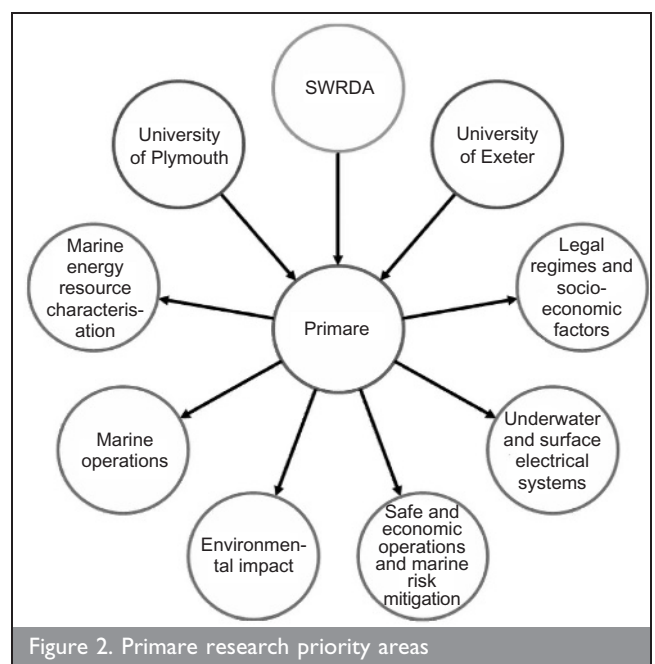 SWRDA
University
of Plymouth
University
of Exeter
Marine
energy
resource
characteris-
ation
Primare
Legal
regimes and
socio-
economic
factors
Marine
operations
Underwater
and surface
electrical
systems
Environmen-
tal impact
Safe and
economic
operations
and marine
risk
mitigation
Figure 2. Primare research priority areas